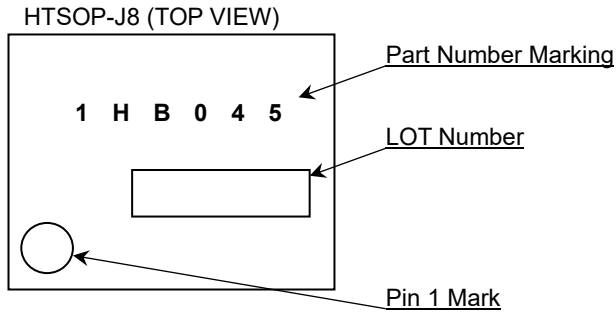 HTSOP-J8 (TOP VIEW)
Part Number Marking
1 H B 0 4 5
LOT Number
Pin 1 Mark